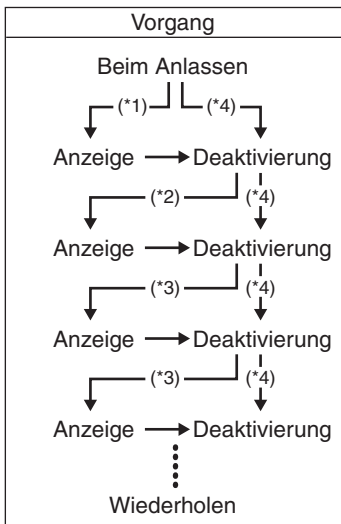 Vorgang
Beim Anlassen
(*1) (*4)
Anzeige Deaktivierung
(*2) (*4)
Anzeige Deaktivierung
(*3) (*4)
Anzeige Deaktivierung
(*3) (*4)
Anzeige Deaktivierung
Wiederholen